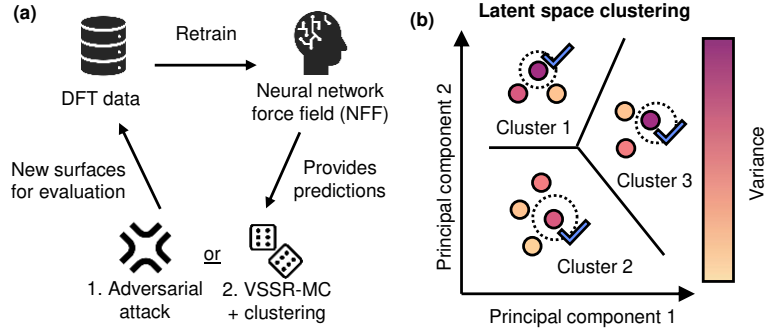 (a)
DFT data
Retrain
Neural network
force field (NFF)
New surfaces
for evaluation
Provides
predictions
or
1. Adversarial
attack
2. VSSR-MC
+ clustering
(b)
Latent space clustering
Principal component 2
Cluster 1
Cluster 3
Cluster 2
Principal component 1
Variance